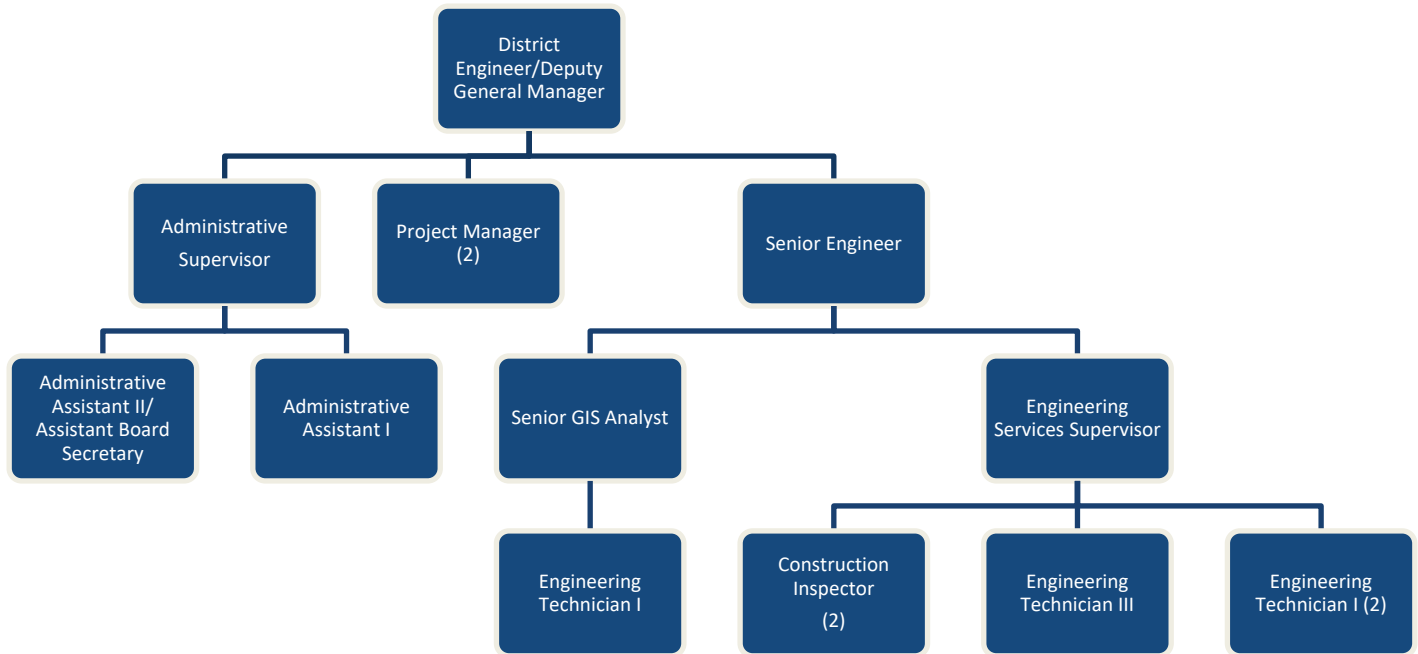 District
Engineer/Deputy
General Manager
Administrative
Supervisor
Project Manager
(2)
Senior Engineer
Administrative
Assistant II/
Assistant Board
Secretary
Administrative
Assistant I
Senior GIS Analyst
Engineering
Services Supervisor
Engineering
Technician I
Construction
Inspector
(2)
Engineering
Technician III
Engineering
Technician I (2)